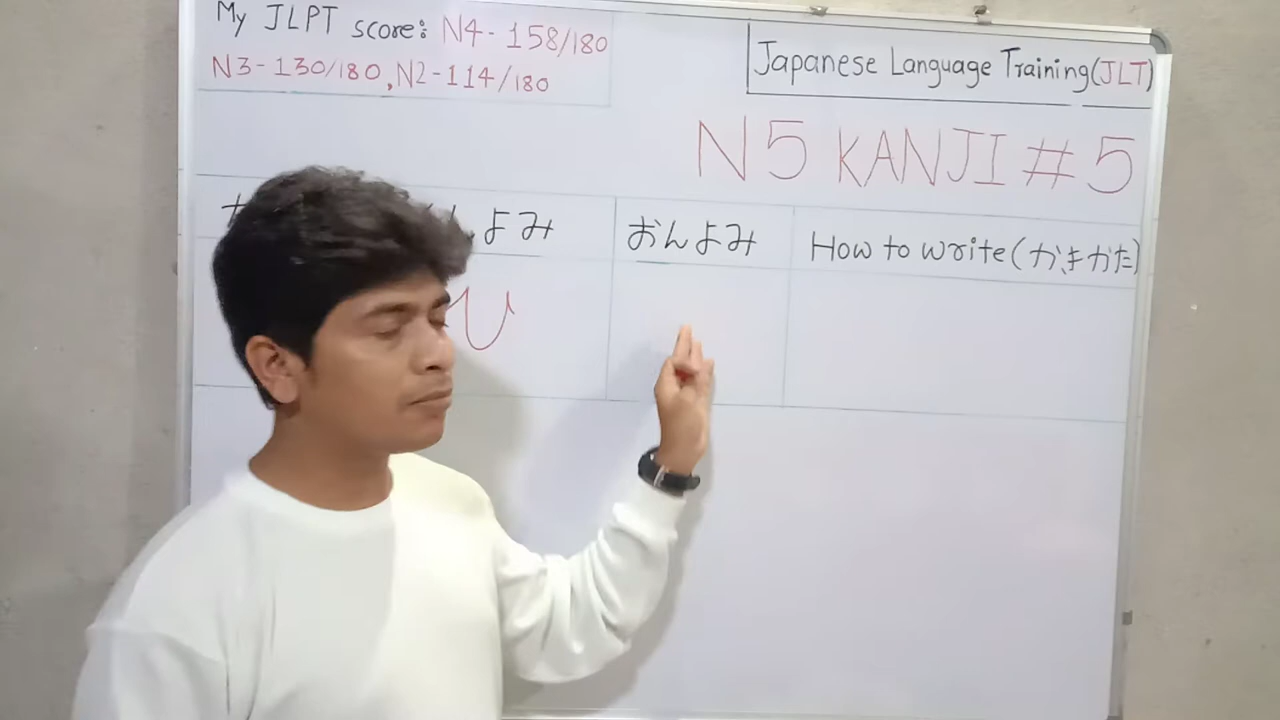 My JLPT score: N4- 158/180
N3-130/180, N2-114/180
Japanese Language Training(JLT)
N5 KANJI #5
よみ
おんよみ
How to write(かきかた)
ひ